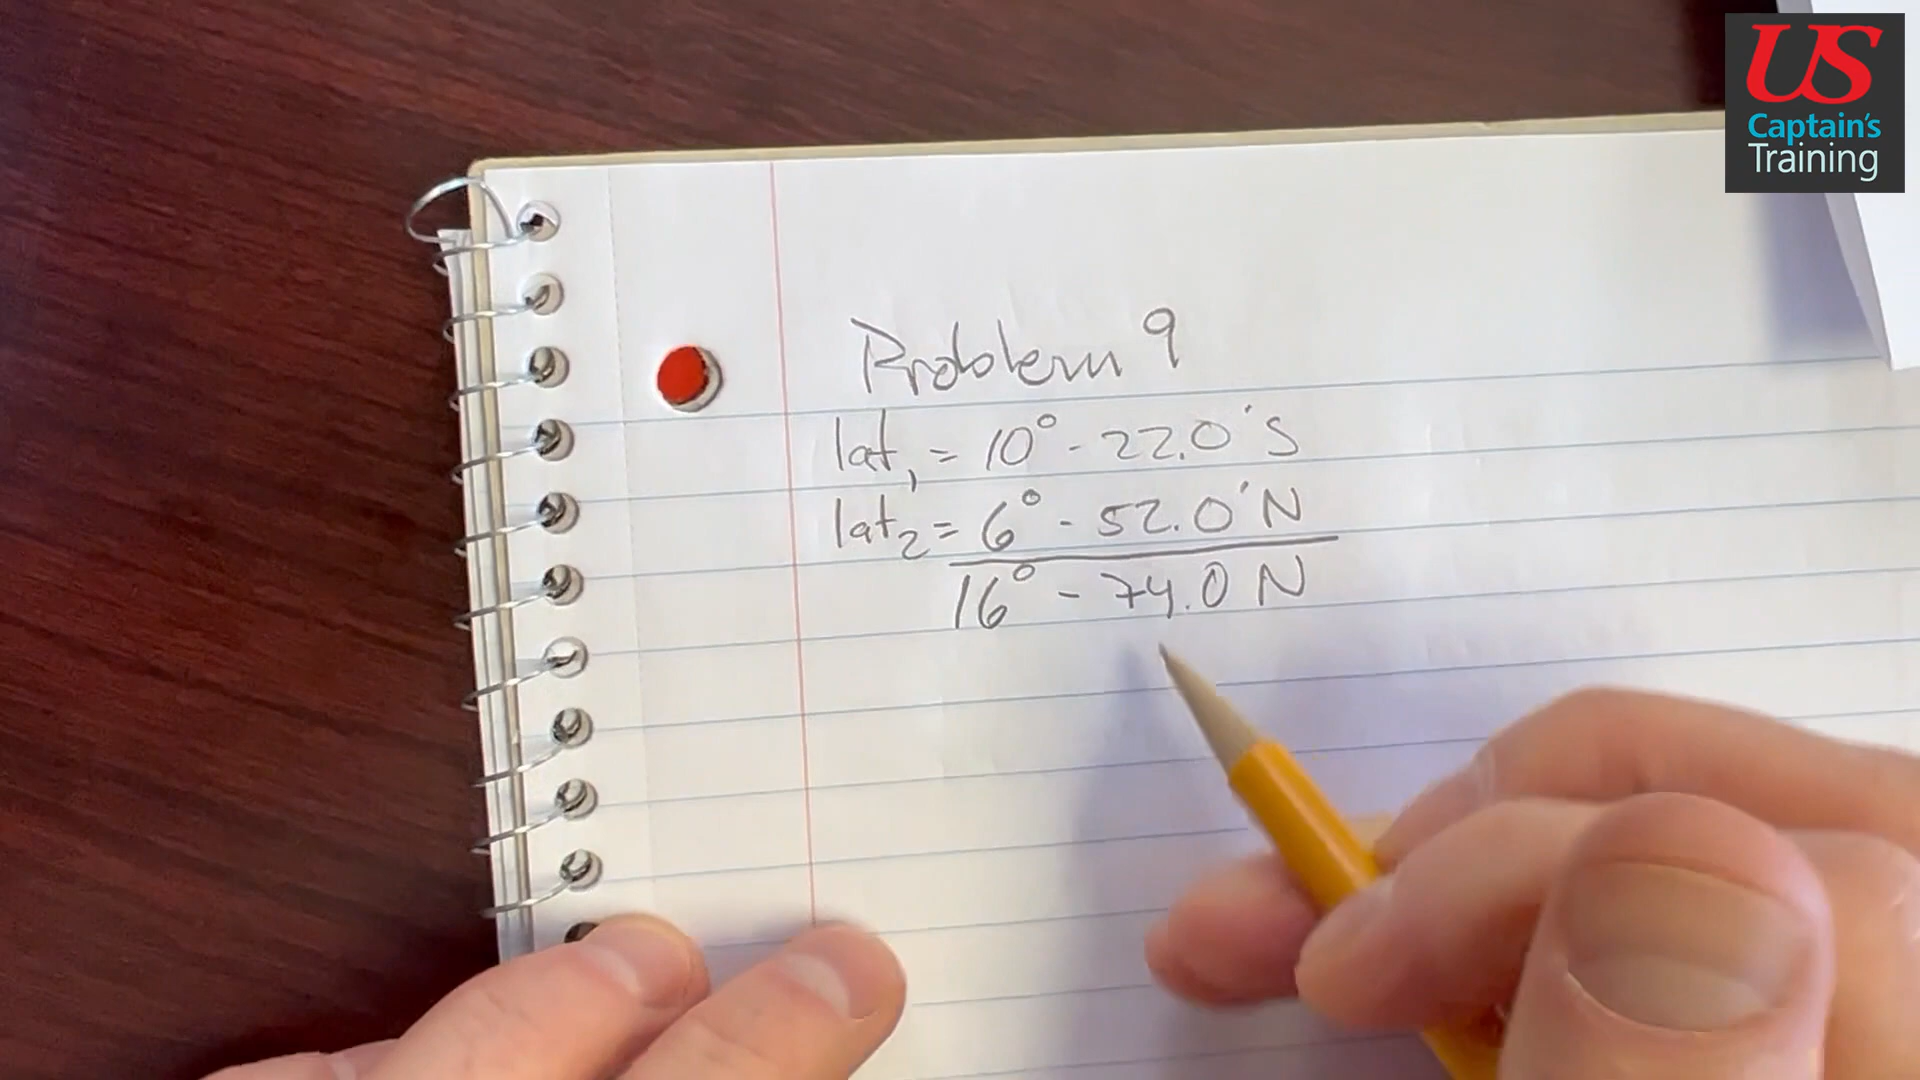 US
Captain's
Training
Problem 9
lat₁ = 10° - 22.0' S
lat₂ = 6° - 52.0' N
16° - 74.0 N